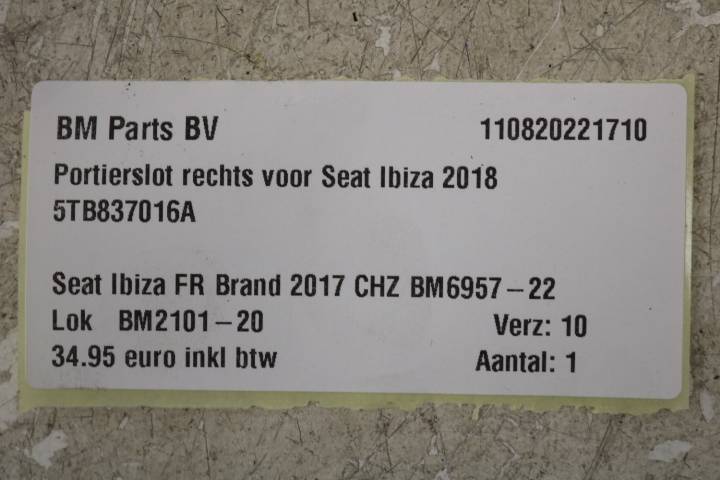 BM Parts BV 110820221710
Portierslot rechts voor Seat Ibiza 2018
5TB837016A
Seat Ibiza FR Brand 2017 CHZ BM6957-22
Lok BM2101-20 Verz: 10
34.95 euro inkl btw Aantal: 1